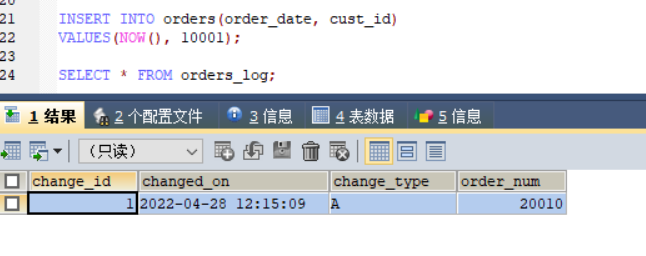 21 INSERT INTO orders(order_date, cust_id)
22 VALUES(NOW(), 10001);
23
24 SELECT * FROM orders_log;
1 结果 2 个配置文件 3 信息 4 表数据 5 信息
（只读）
change_id changed_on change_type order_num
1 2022-04-28 12:15:09 A 20010